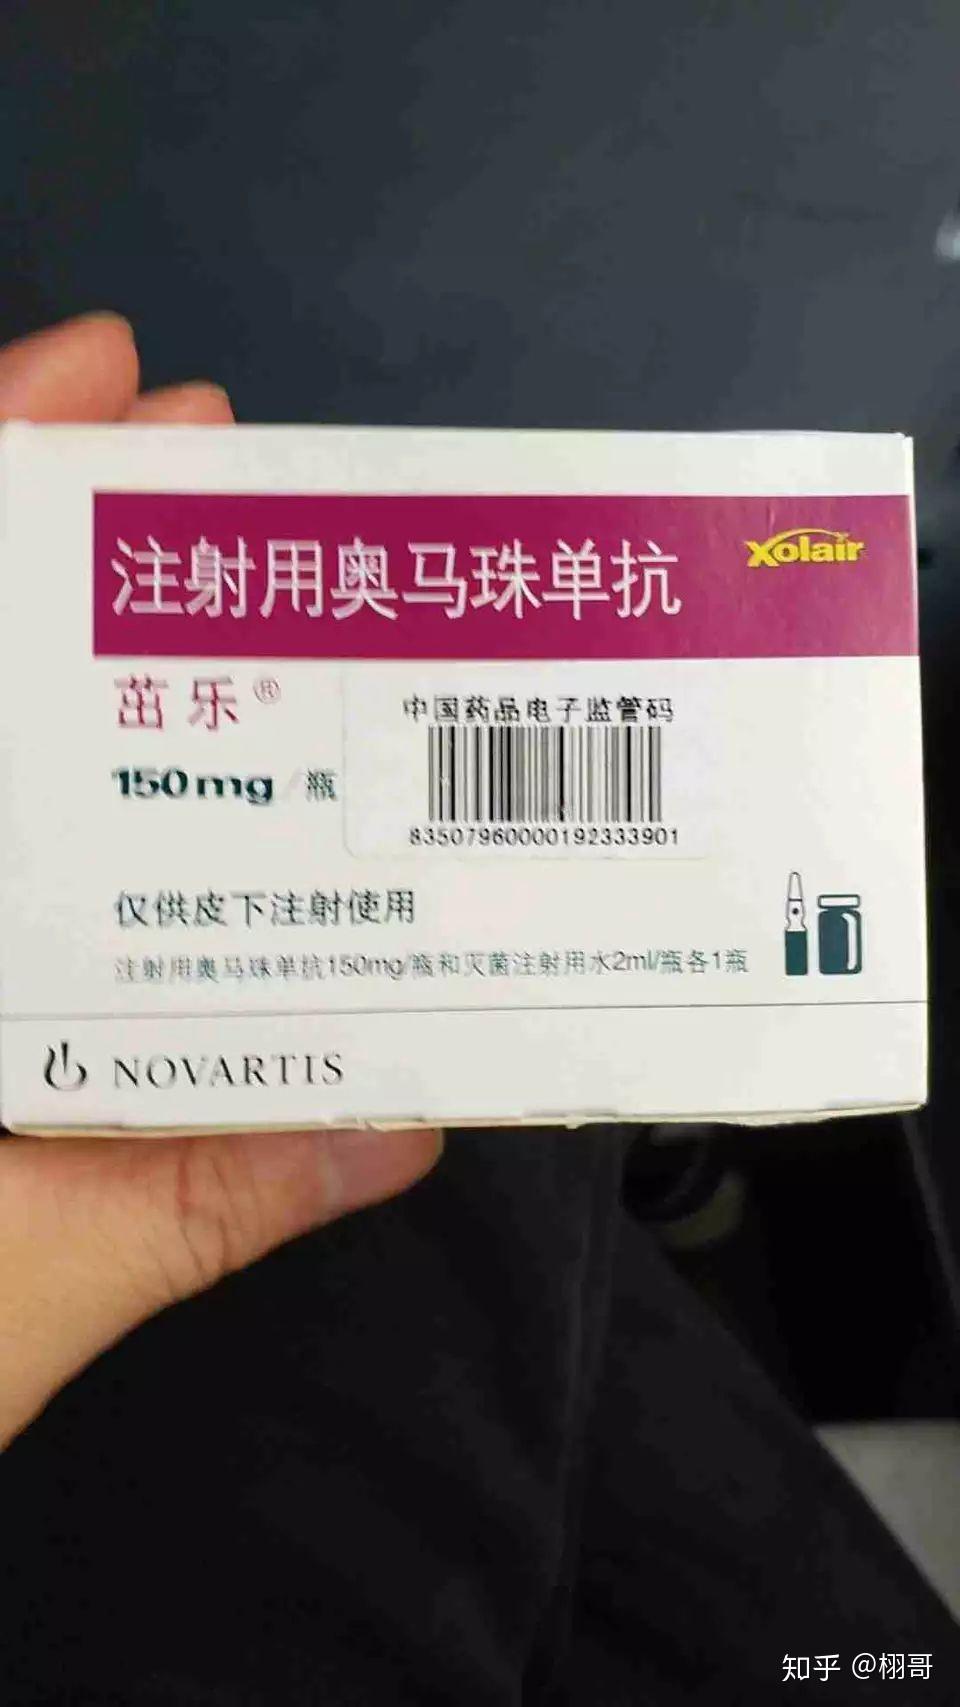 注射用奥马珠单抗
Xolair
茁乐®
中国药品电子监管码
150mg/瓶
83507960000192333901
仅供皮下注射使用
注射用奥马珠单抗150mg/瓶和灭菌注射用水2ml/瓶各1瓶
NOVARTIS
知乎 @栩哥